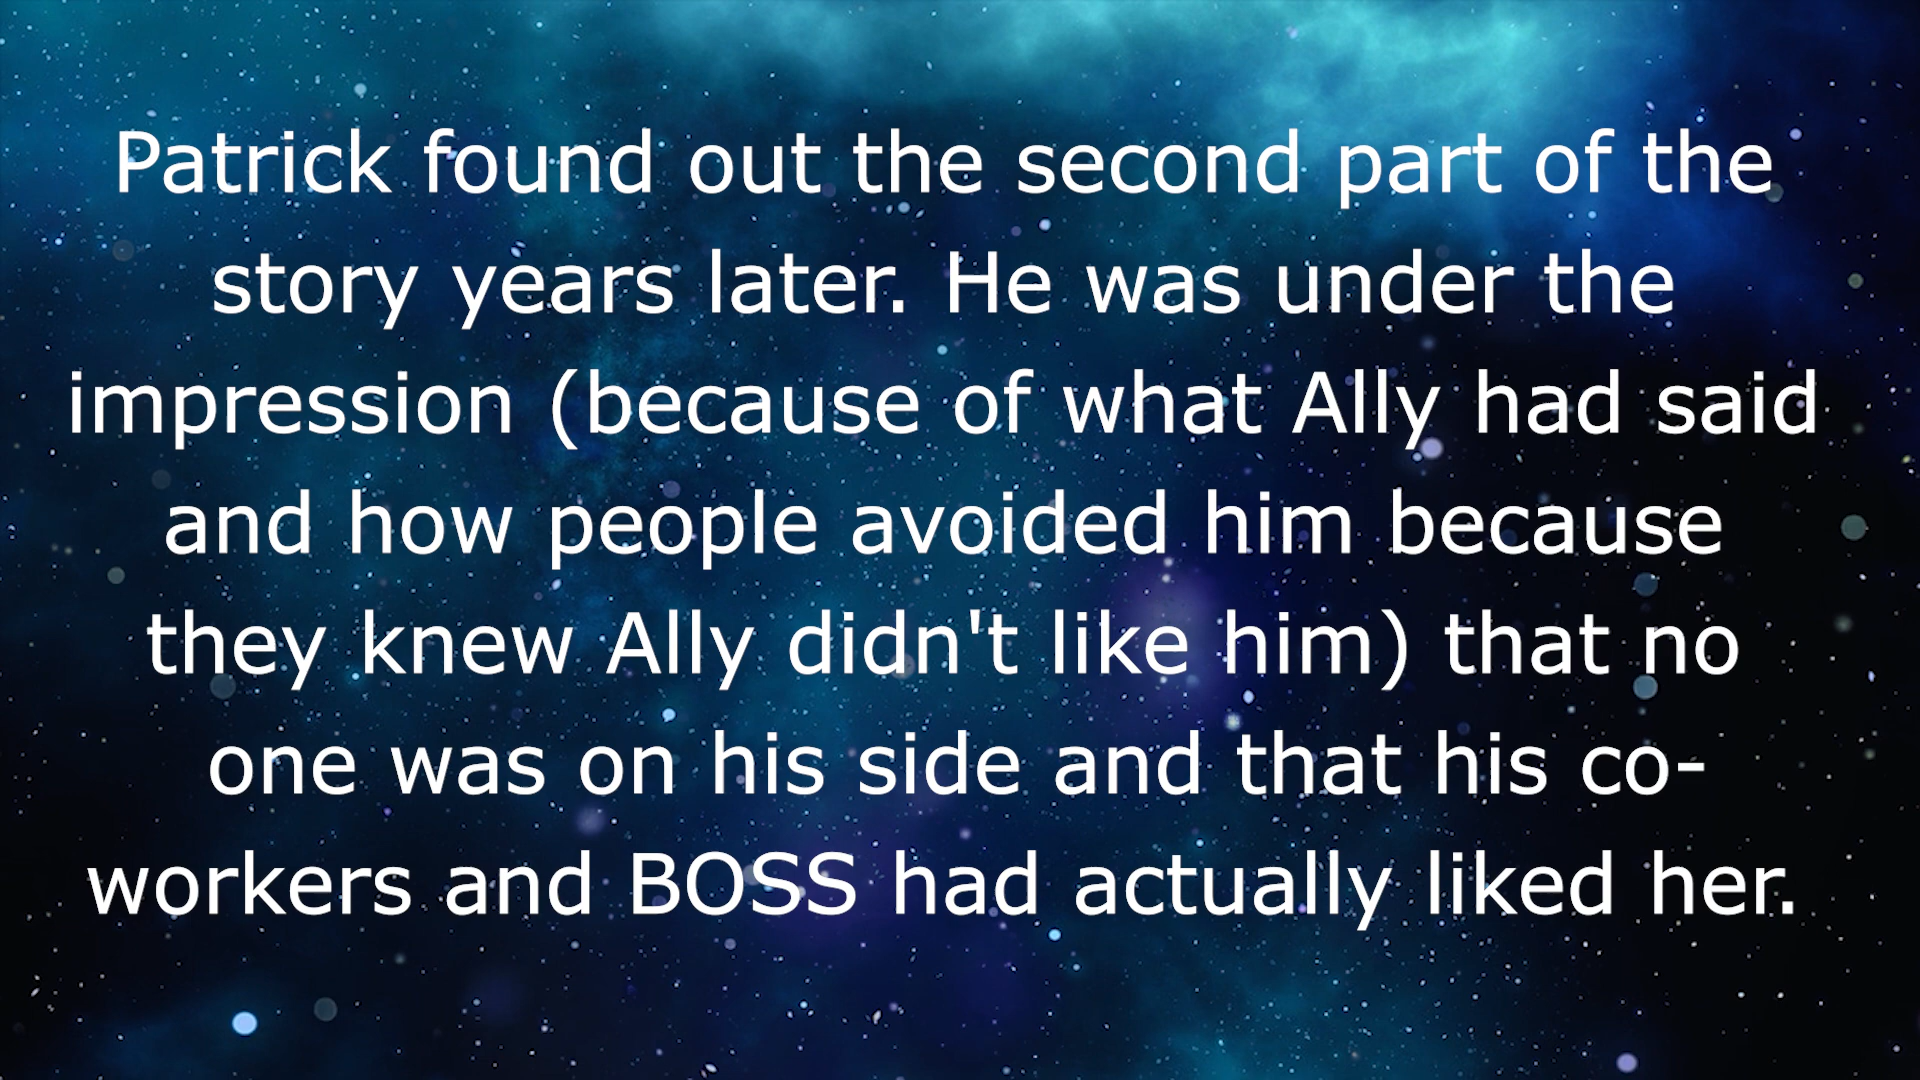 Patrick found out the second part of the
story years later. He was under the
impression (because of what Ally had said
and how people avoided him because
they knew Ally didn't like him) that no
one was on his side and that his co-
workers and BOSS had actually liked her.